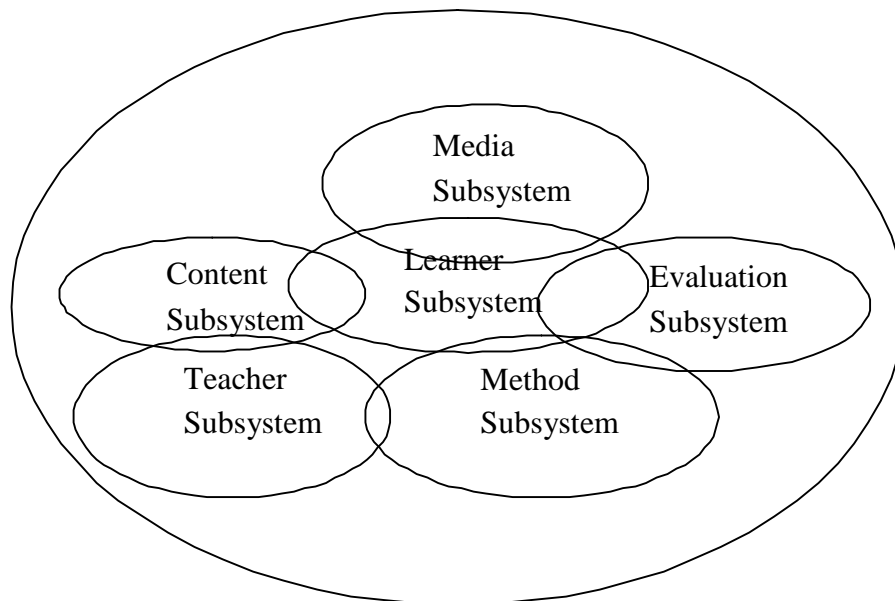 Media
Subsystem
Learner
Subsystem
Content
Subsystem
Evaluation
Subsystem
Teacher
Subsystem
Method
Subsystem